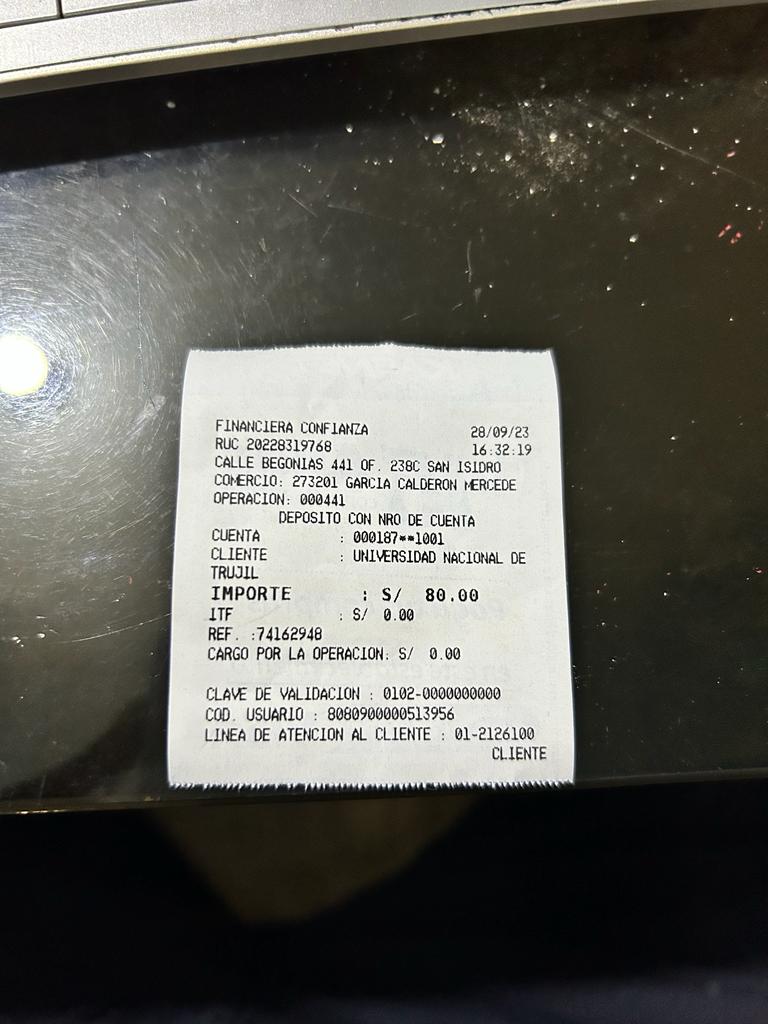 FINANCIERA CONFIANZA 28/09/23
RUC 20228319768 16:32:19
CALLE BEGONIAS 441 OF. 238C SAN ISIDRO
COMERCIO: 273201 GARCIA CALDERON MERCEDE
OPERACION: 000441
DEPOSITO CON NRO DE CUENTA
CUENTA : 000187**1001
CLIENTE : UNIVERSIDAD NACIONAL DE
TRUJIL
IMPORTE : S/ 80.00
ITF : S/ 0.00
REF. :74162948
CARGO POR LA OPERACION: S/ 0.00
CLAVE DE VALIDACION : 0102-0000000000
COD. USUARIO : 8080900000513956
LINEA DE ATENCION AL CLIENTE : 01-2126100
CLIENTE